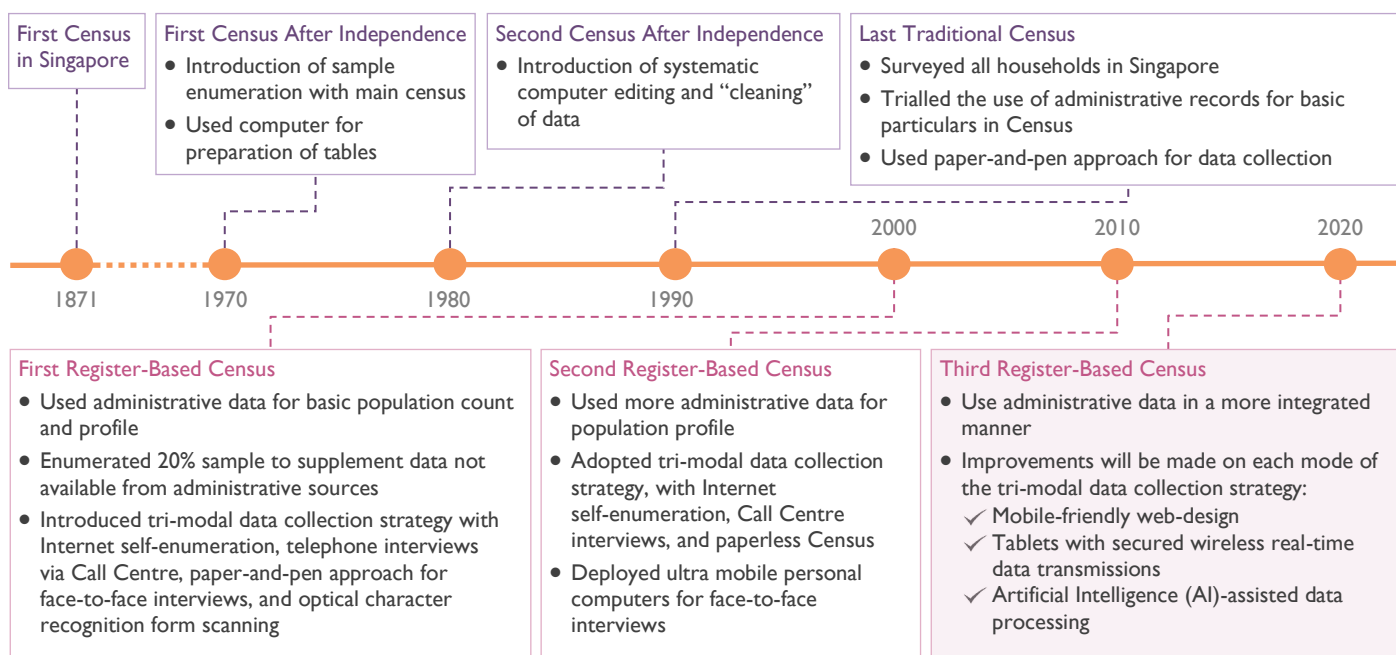 First Census
in Singapore
First Census After Independence
• Introduction of sample
enumeration with main census
• Used computer for
preparation of tables
Second Census After Independence
• Introduction of systematic
computer editing and “cleaning”
of data
Last Traditional Census
• Surveyed all households in Singapore
• Trialled the use of administrative records for basic
particulars in Census
• Used paper-and-pen approach for data collection
2000
2010
2020
1871
1970
1980
1990
First Register-Based Census
• Used administrative data for basic population count
and profile
• Enumerated 20% sample to supplement data not
available from administrative sources
• Introduced tri-modal data collection strategy with
Internet self-enumeration, telephone interviews
via Call Centre, paper-and-pen approach for
face-to-face interviews, and optical character
recognition form scanning
Second Register-Based Census
• Used more administrative data for
population profile
• Adopted tri-modal data collection
strategy, with Internet
self-enumeration, Call Centre
interviews, and paperless Census
• Deployed ultra mobile personal
computers for face-to-face
interviews
Third Register-Based Census
• Use administrative data in a more integrated
manner
• Improvements will be made on each mode of
the tri-modal data collection strategy:
✓ Mobile-friendly web-design
✓ Tablets with secured wireless real-time
data transmissions
✓ Artificial Intelligence (AI)-assisted data
processing